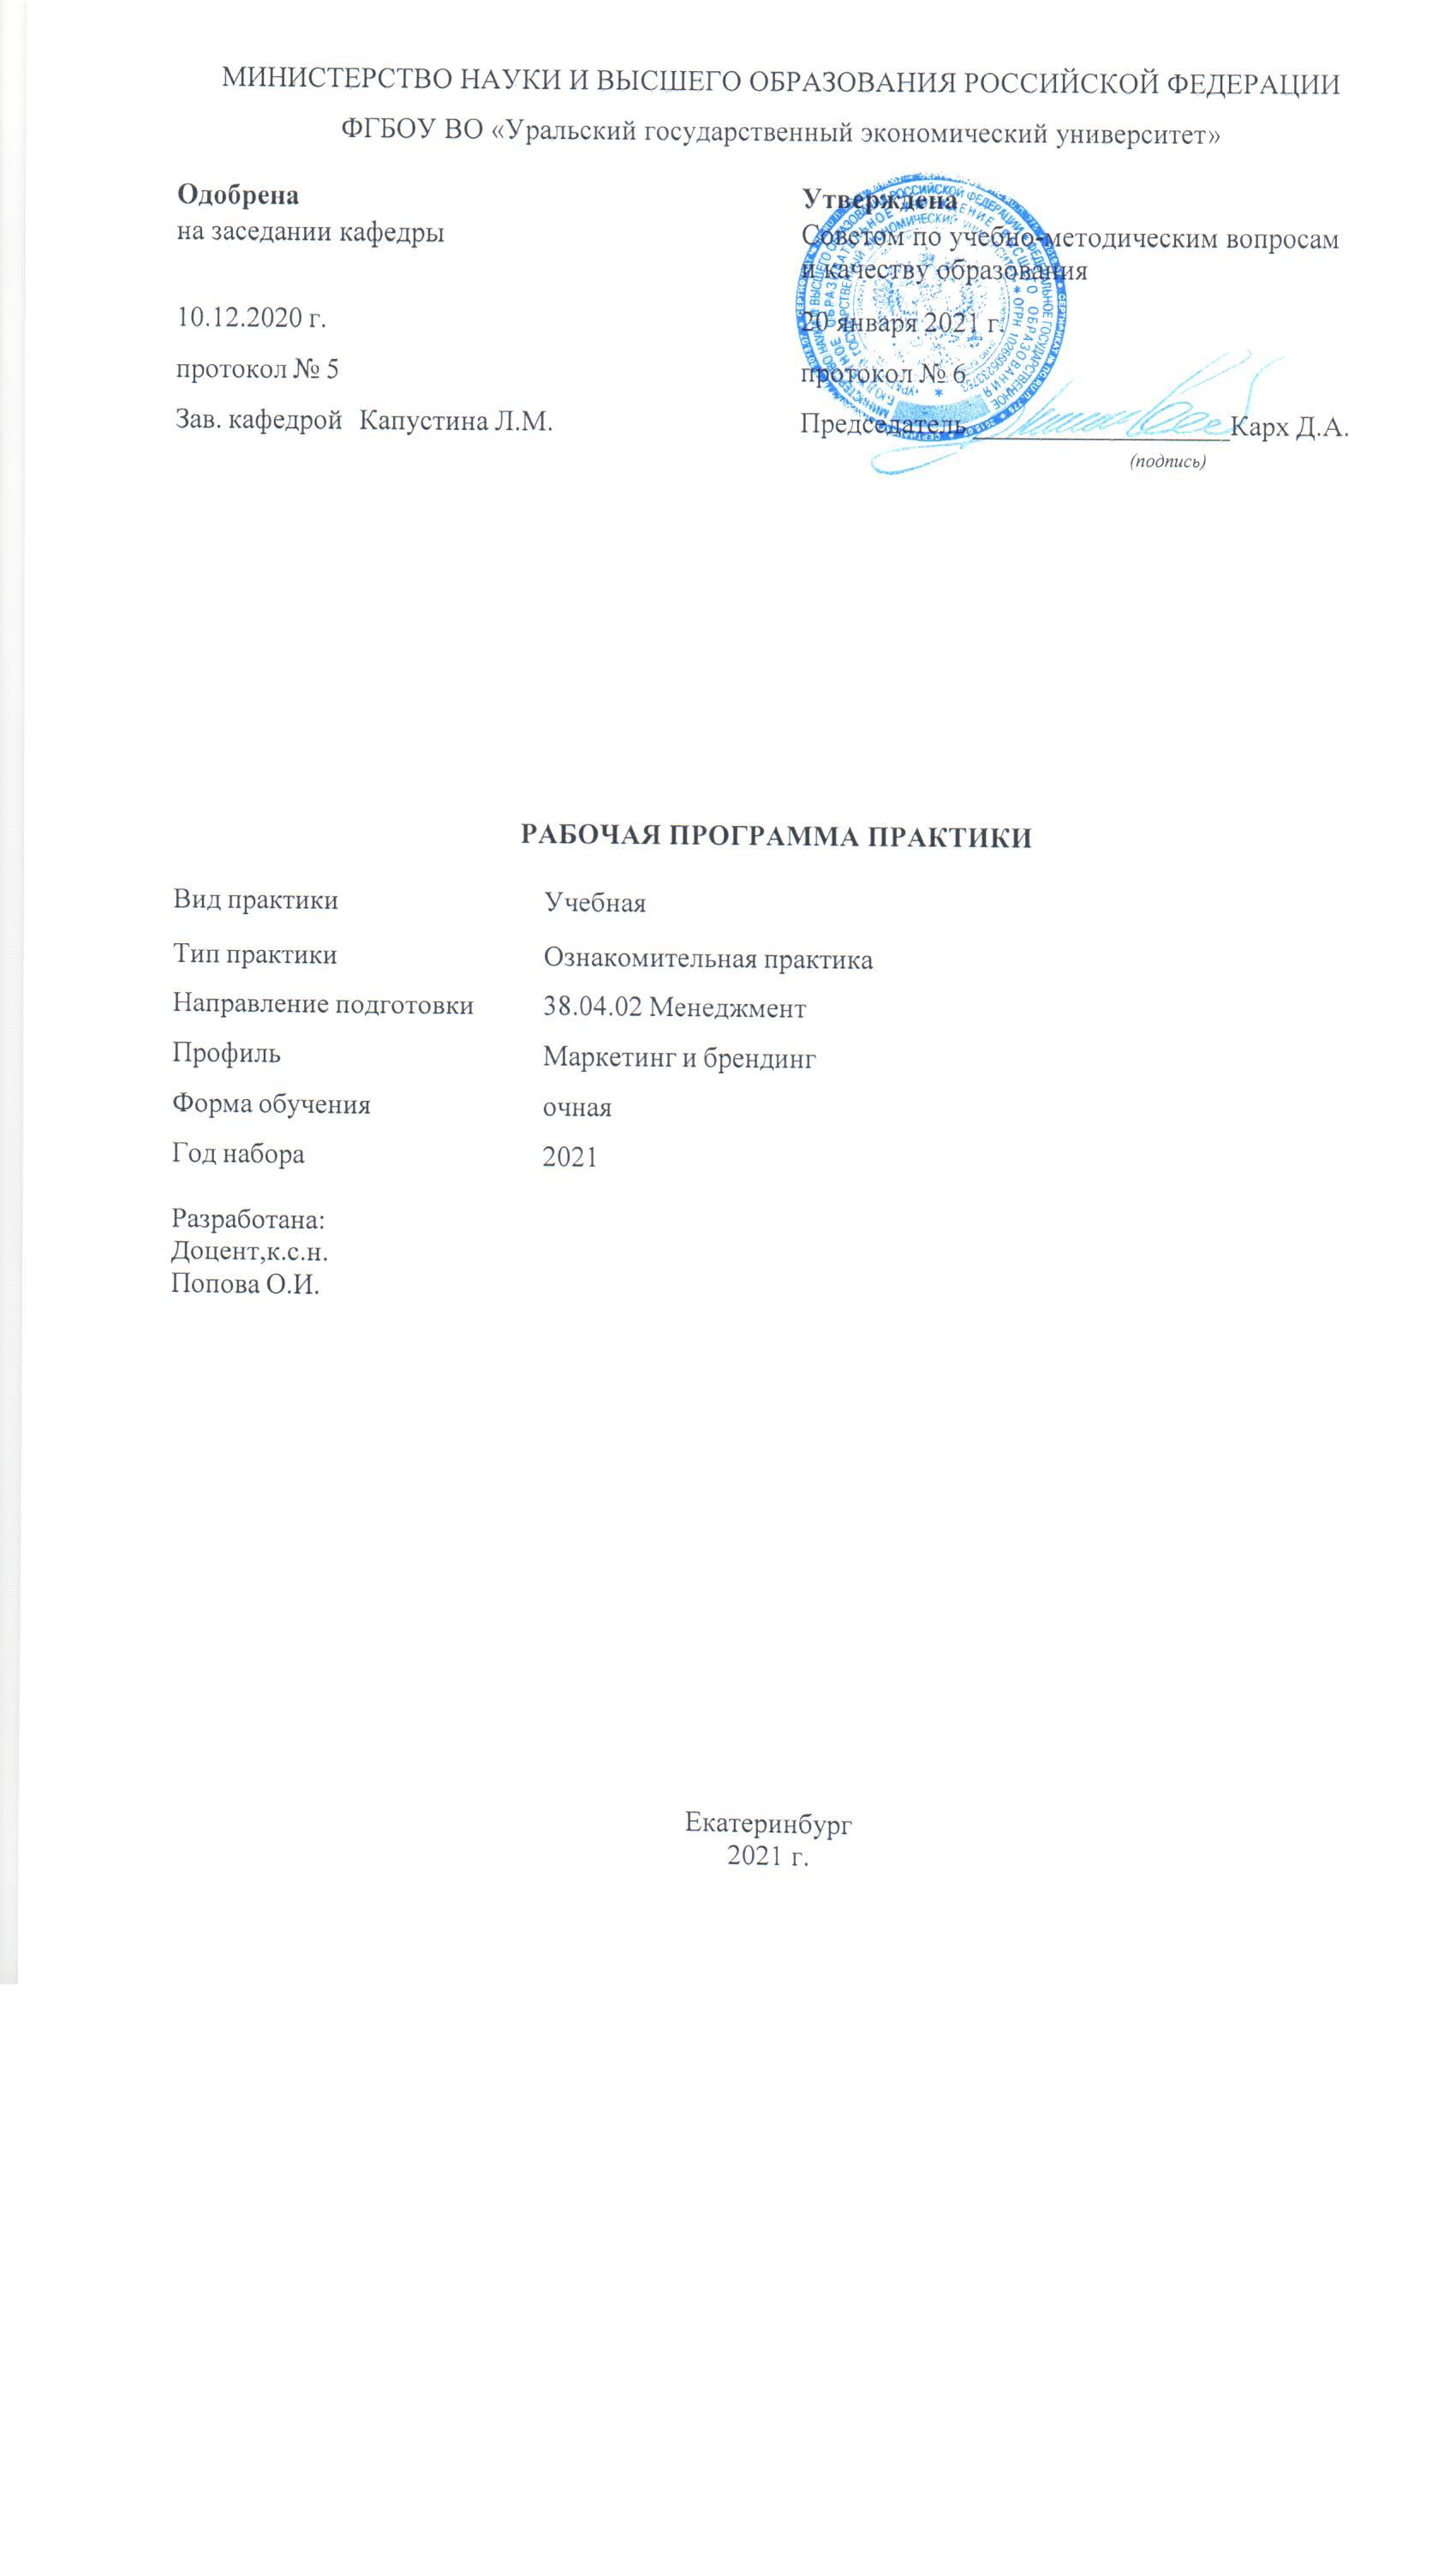 МИНИСТЕРСТВО НАУКИ И ВЫСШЕГО ОБРАЗОВАНИЯ РОССИЙСКОЙ ФЕДЕРАЦИИ
ФГБОУ ВО «Уральский государственный экономический университет»
Одобрена
на заседании кафедры
10.12.2020 г.
протокол № 5
Зав. кафедрой Капустина Л.М.
Утверждена
Советом по учебно-методическим вопросам
и качеству образования
20 января 2021 г.
протокол № 6
Председатель Карх Д.А.
(подпись)
РАБОЧАЯ ПРОГРАММА ПРАКТИКИ
Вид практики Учебная
Тип практики Ознакомительная практика
Направление подготовки 38.04.02 Менеджмент
Профиль Маркетинг и брендинг
Форма обучения очная
Год набора 2021
Разработана:
Доцент,к.с.н.
Попова О.И.
Екатеринбург
2021 г.